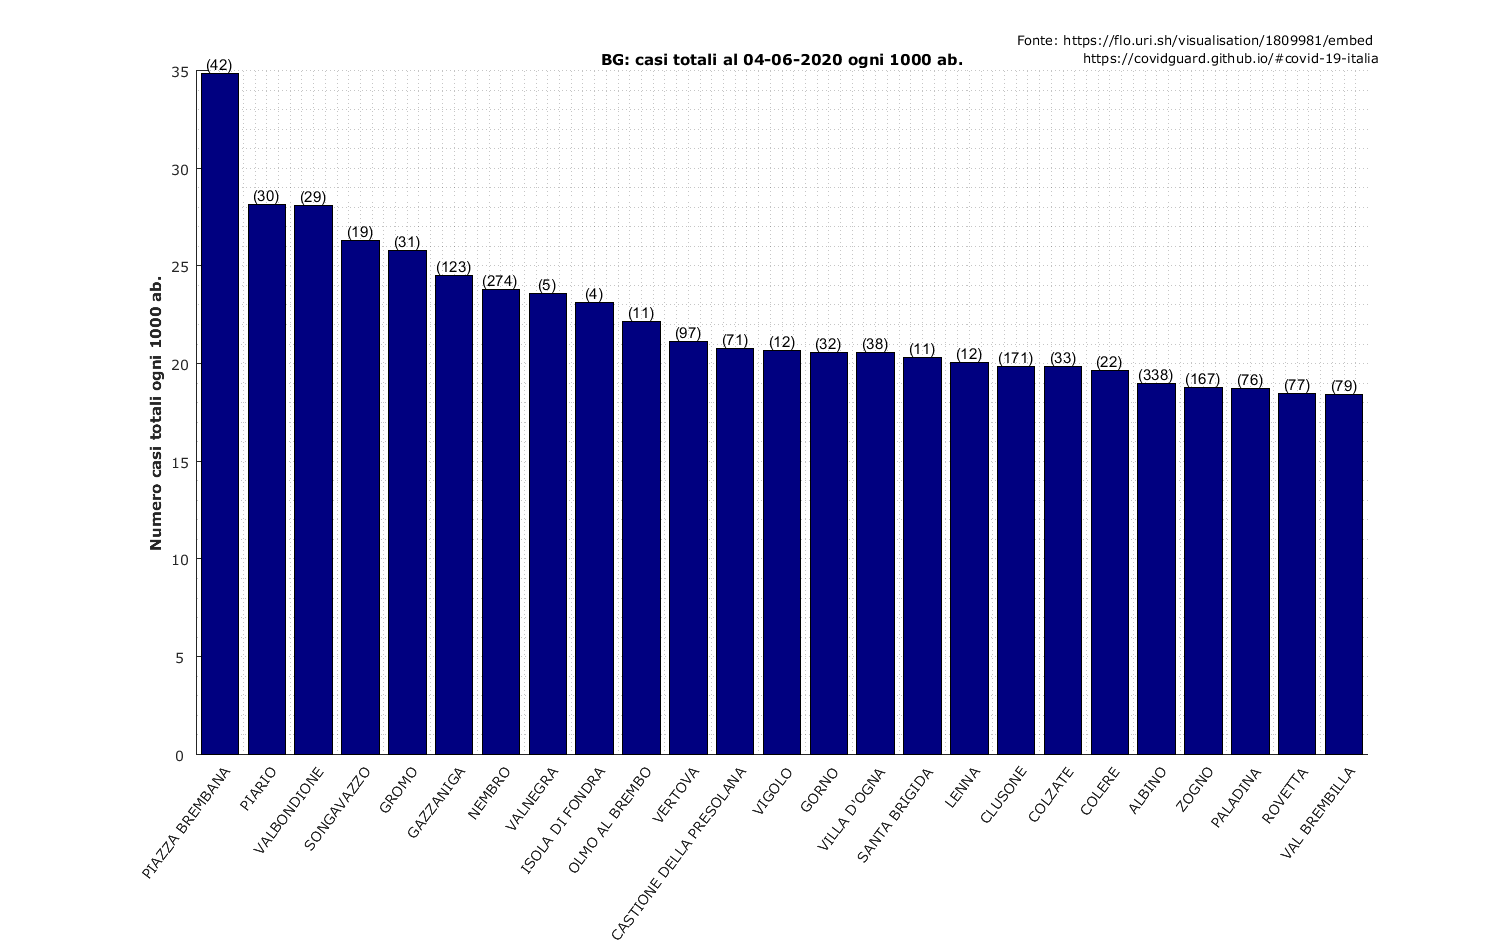 Fonte: https://flo.uri.sh/visualisation/1809981/embed
https://covidguard.github.io/#covid-19-italia
BG: casi totali al 04-06-2020 ogni 1000 ab.
Numero casi totali ogni 1000 ab.
35
30
25
20
15
10
5
0
(42)
(30)
(29)
(19)
(31)
(123)
(274)
(5)
(4)
(11)
(97)
(71)
(12)
(32)
(38)
(11)
(12)
(171)
(33)
(22)
(338)
(167)
(76)
(77)
(79)
PIAZZA BREMBANA
PIARIO
VALBONDIONE
SONGAVAZZO
GROMO
GAZZANIGA
NEMBRO
VALNEGRA
ISOLA DI FONDRA
OLMO AL BREMBO
VERTOVA
CASTIONE DELLA PRESOLANA
VIGOLO
GORNO
VILLA D'OGNA
SANTA BRIGIDA
LENNA
CLUSONE
COLZATE
COLERE
ALBINO
ZOGNO
PALADINA
ROVETTA
VAL BREMBILLA